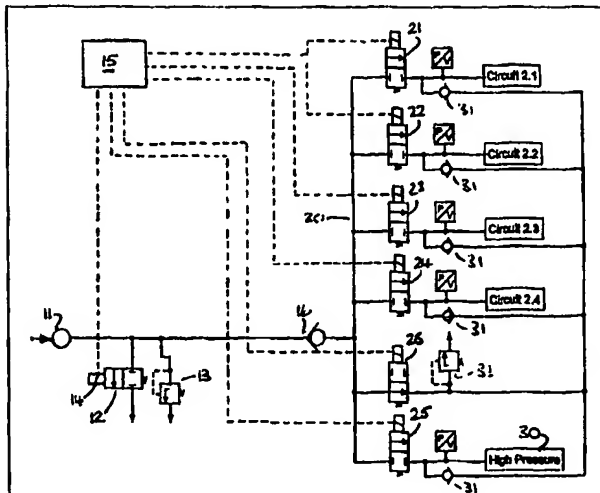 21
P/V
15
Circuit 2.1
31
22
P/V
Circuit 2.2
31
23
P/V
201
Circuit 2.3
31
24
P/V
Circuit 2.4
11
16
31
26
31
13
14
12
25
P/V
30
High Pressure
31